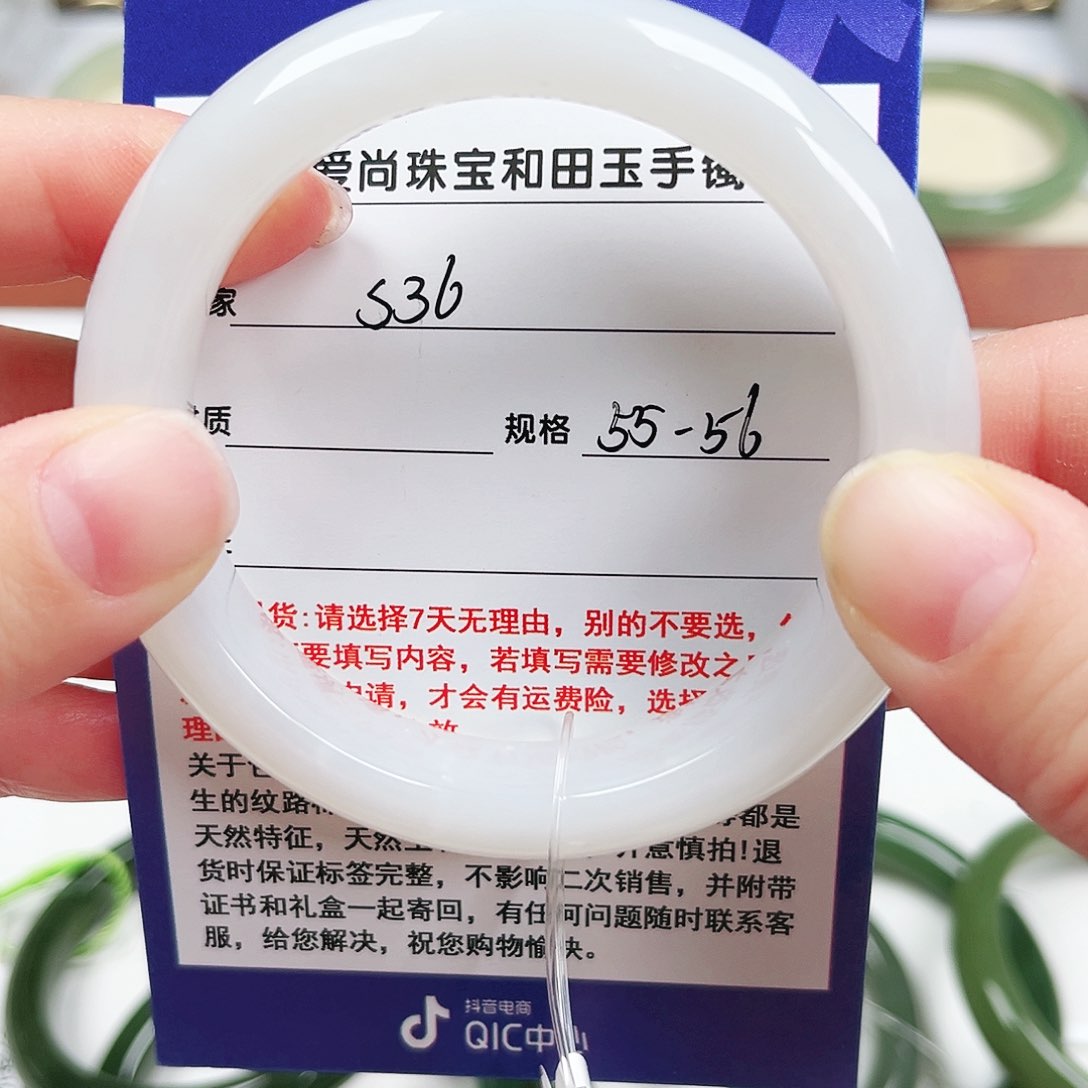 爱尚珠宝和田玉手镯
家 S36
质 规格 55-56
货:请选择7天无理由，别的不要选，
要填写内容，若填写需要修改之
申请，才会有运费险，选择
理 效
关于
生的纹路 都是
天然特征，天然 介意慎拍!退
货时保证标签完整，不影响二次销售，并附带
证书和礼盒一起寄回，有任何问题随时联系客
服，给您解决，祝您购物愉快。
抖音电商
QIC中心